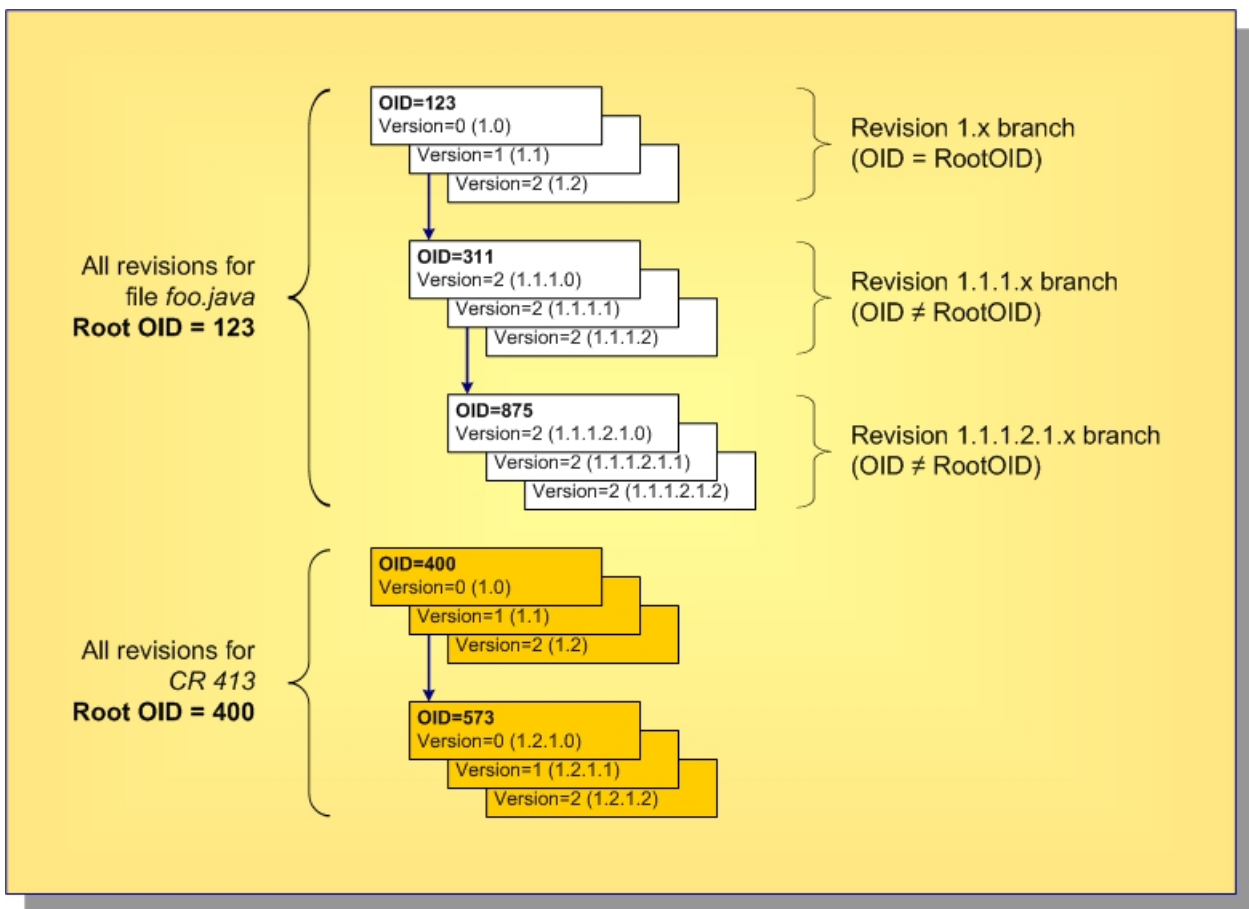 OID=123
Version=0 (1.0)
Version=1 (1.1)
Version=2 (1.2)
Revision 1.x branch
(OID = RootOID)
All revisions for
file foo.java
Root OID = 123
OID=311
Version=2 (1.1.1.0)
Version=2 (1.1.1.1)
Version=2 (1.1.1.2)
Revision 1.1.1.x branch
(OID ≠ RootOID)
OID=875
Version=2 (1.1.1.2.1.0)
Version=2 (1.1.1.2.1.1)
Version=2 (1.1.1.2.1.2)
Revision 1.1.1.2.1.x branch
(OID ≠ RootOID)
OID=400
Version=0 (1.0)
Version=1 (1.1)
Version=2 (1.2)
All revisions for
CR 413
Root OID = 400
OID=573
Version=0 (1.2.1.0)
Version=1 (1.2.1.1)
Version=2 (1.2.1.2)